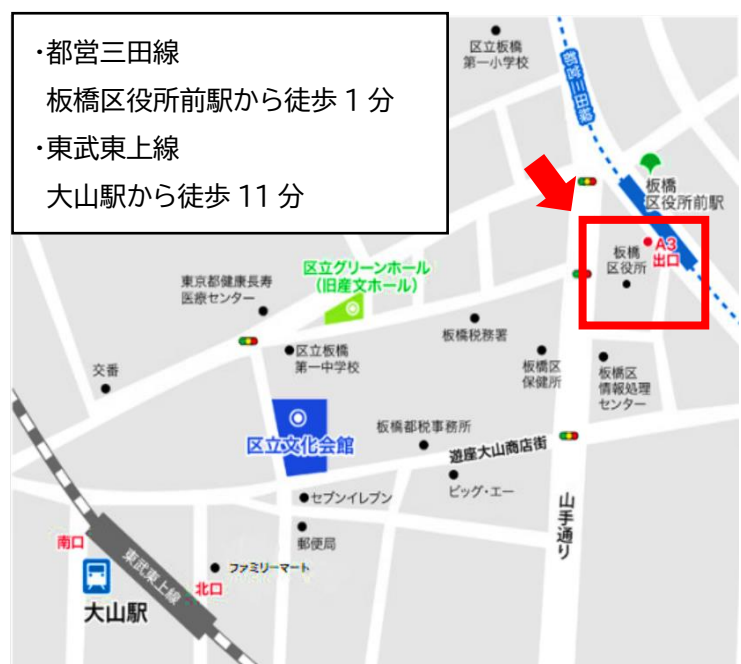 ・都営三田線
板橋区役所前駅から徒歩 1 分
・東武東上線
大山駅から徒歩 11 分
区立板橋
第一小学校
都営三田線
板橋
区役所前駅
A3
出口
板橋
区役所
区立グリーンホール
(旧産文ホール)
東京都健康長寿
医療センター
板橋税務署
区立板橋
第一中学校
交番
板橋区
保健所
板橋区
情報処理
センター
区立文化会館
板橋都税事務所
遊座大山商店街
セブンイレブン
ビッグ・エー
山手通り
郵便局
南口
東武東上線
ファミリーマート
北口
大山駅